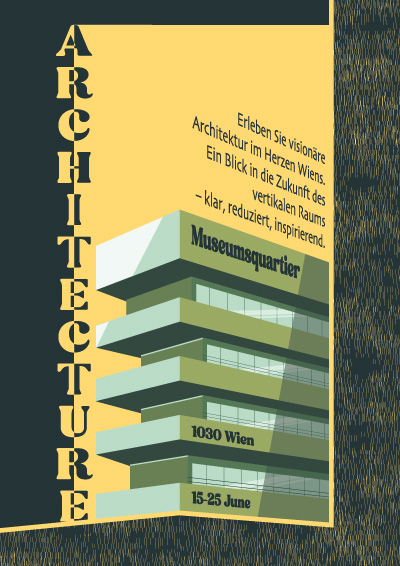 ARCHITECTURE
Erleben Sie visionäre
Architektur im Herzen Wiens.
Ein Blick in die Zukunft des
vertikalen Raums
– klar, reduziert, inspirierend.
Museumsquartier
1030 Wien
15-25 June